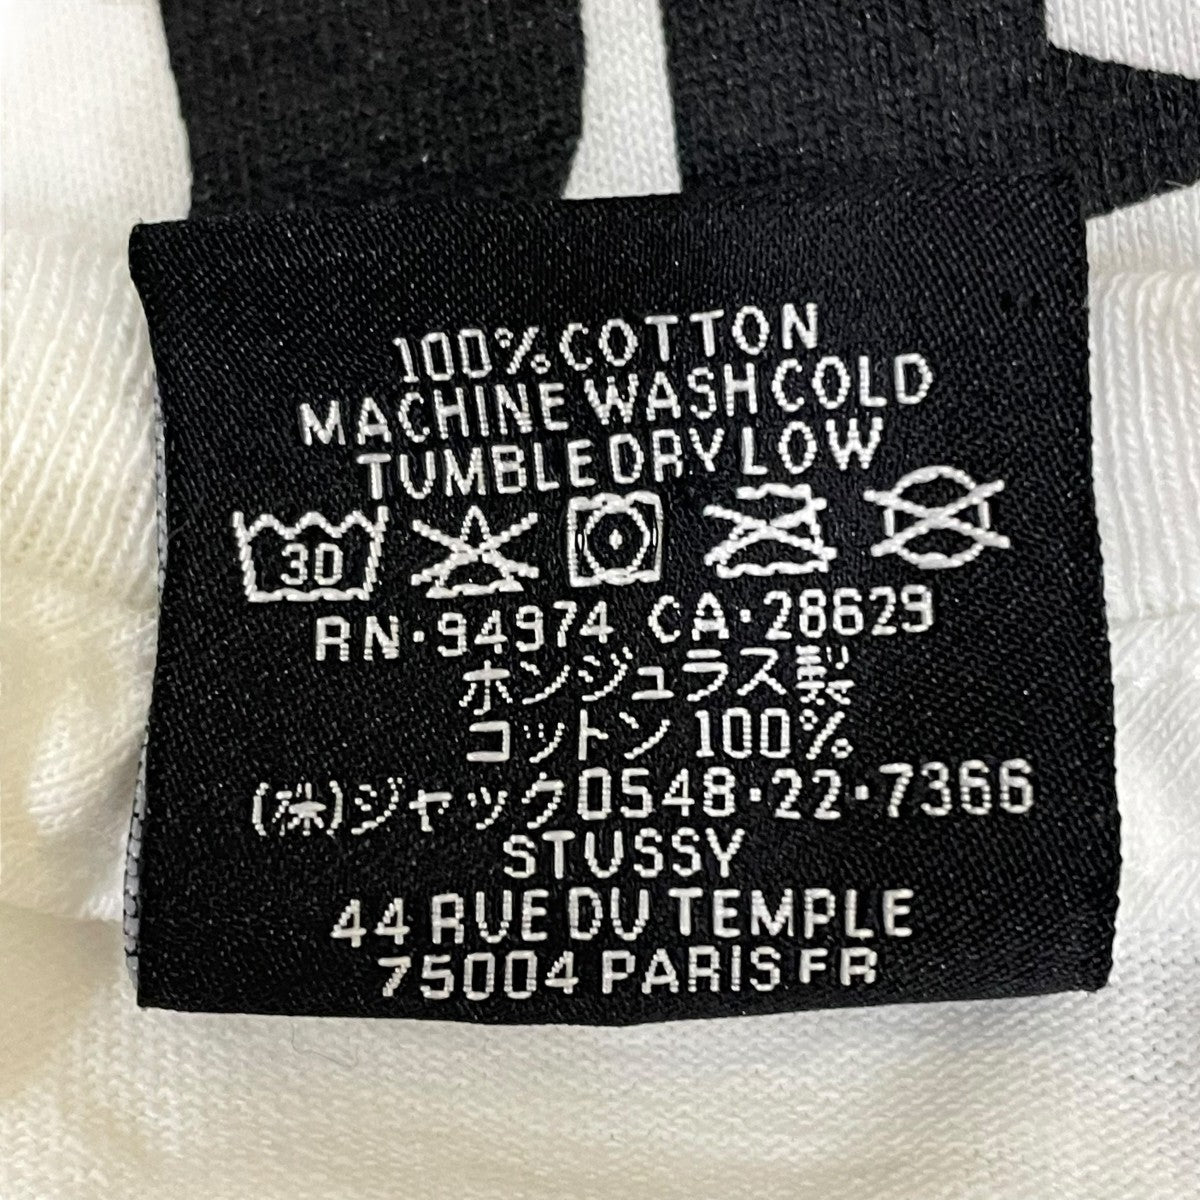 100% COTTON
MACHINE WASH COLD
TUMBLE DRY LOW
30
RN·94974 CA·28629
ホンジュラス製
コットン 100%
(株)ジャック0548·22·7366
STUSSY
44 RUE DU TEMPLE
75004 PARIS FR